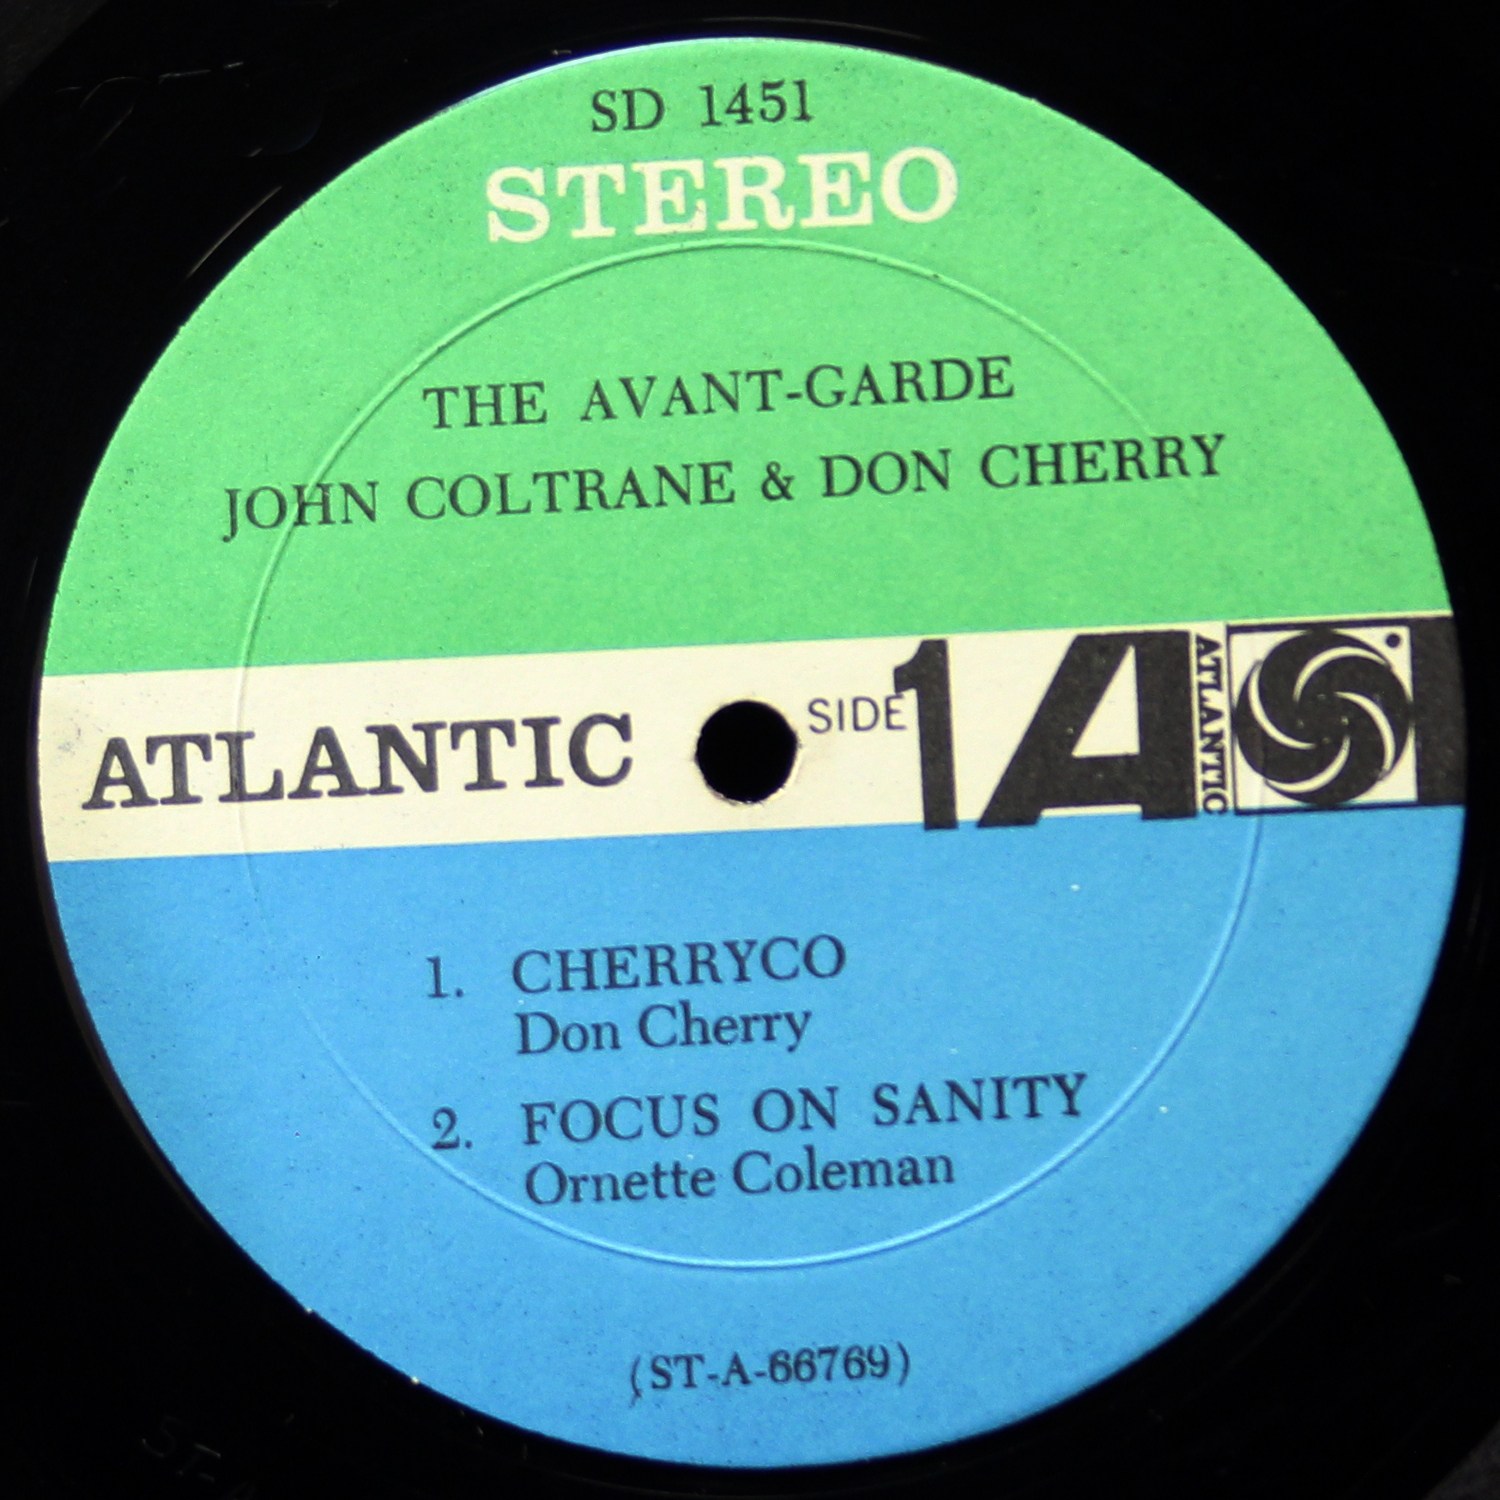 SD 1451
STEREO
THE AVANT-GARDE
JOHN COLTRANE & DON CHERRY
ATLANTIC
SIDE 1
A
ATLANTIC
1. CHERRYCO
Don Cherry
2. FOCUS ON SANITY
Ornette Coleman
(ST-A-66769)